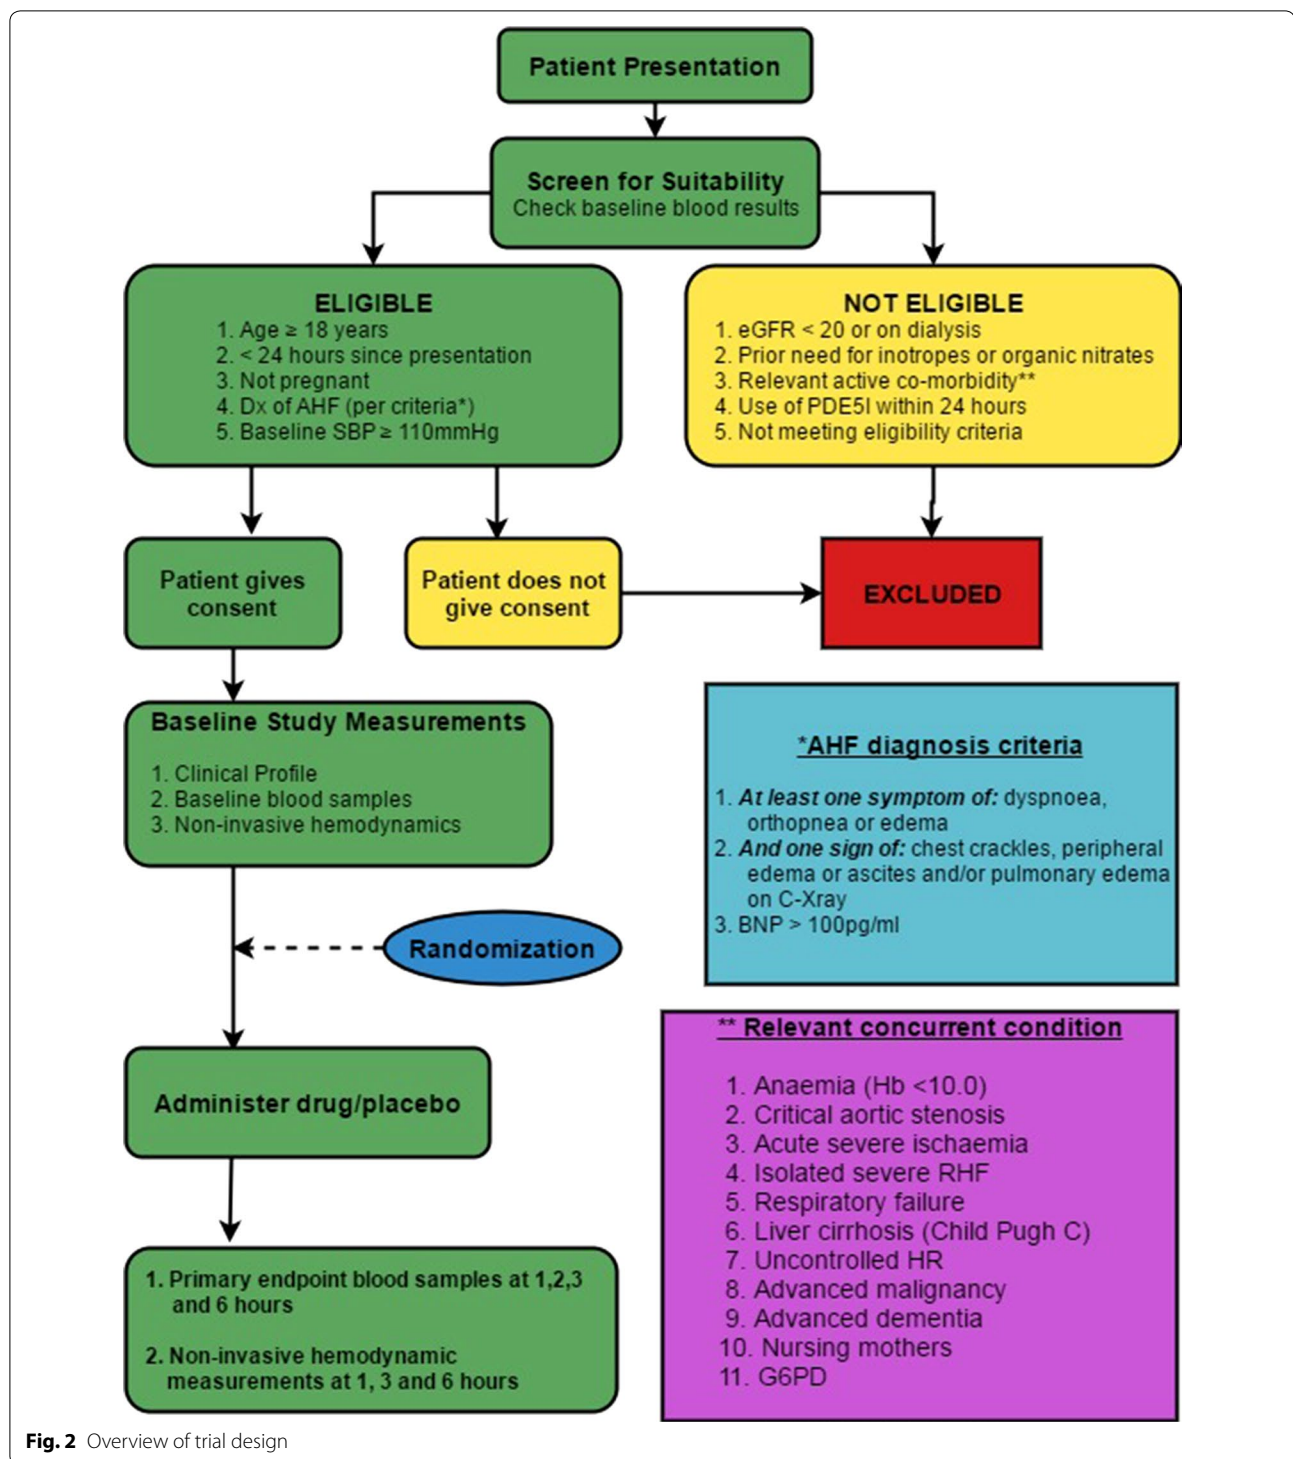 Patient Presentation
Screen for Suitability
Check baseline blood results
ELIGIBLE
1. Age ≥ 18 years
2. < 24 hours since presentation
3. Not pregnant
4. Dx of AHF (per criteria*)
5. Baseline SBP ≥ 110mmHg
NOT ELIGIBLE
1. eGFR < 20 or on dialysis
2. Prior need for inotropes or organic nitrates
3. Relevant active co-morbidity**
4. Use of PDE5I within 24 hours
5. Not meeting eligibility criteria
Patient gives
consent
Patient does not
give consent
EXCLUDED
Baseline Study Measurements
1. Clinical Profile
2. Baseline blood samples
3. Non-invasive hemodynamics
*AHF diagnosis criteria
1. At least one symptom of: dyspnoea,
orthopnea or edema
2. And one sign of: chest crackles, peripheral
edema or ascites and/or pulmonary edema
on C-Xray
3. BNP > 100pg/ml
Randomization
Administer drug/placebo
1. Primary endpoint blood samples at 1,2,3
and 6 hours
2. Non-invasive hemodynamic
measurements at 1, 3 and 6 hours
** Relevant concurrent condition
1. Anaemia (Hb <10.0)
2. Critical aortic stenosis
3. Acute severe ischaemia
4. Isolated severe RHF
5. Respiratory failure
6. Liver cirrhosis (Child Pugh C)
7. Uncontrolled HR
8. Advanced malignancy
9. Advanced dementia
10. Nursing mothers
11. G6PD
Fig. 2 Overview of trial design